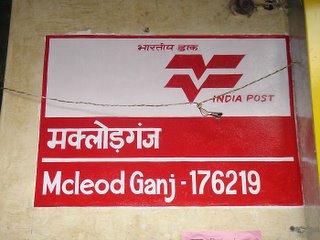 भारतीय डाक
INDIA POST
मक्लोड़गंज
Mcleod Ganj - 176219